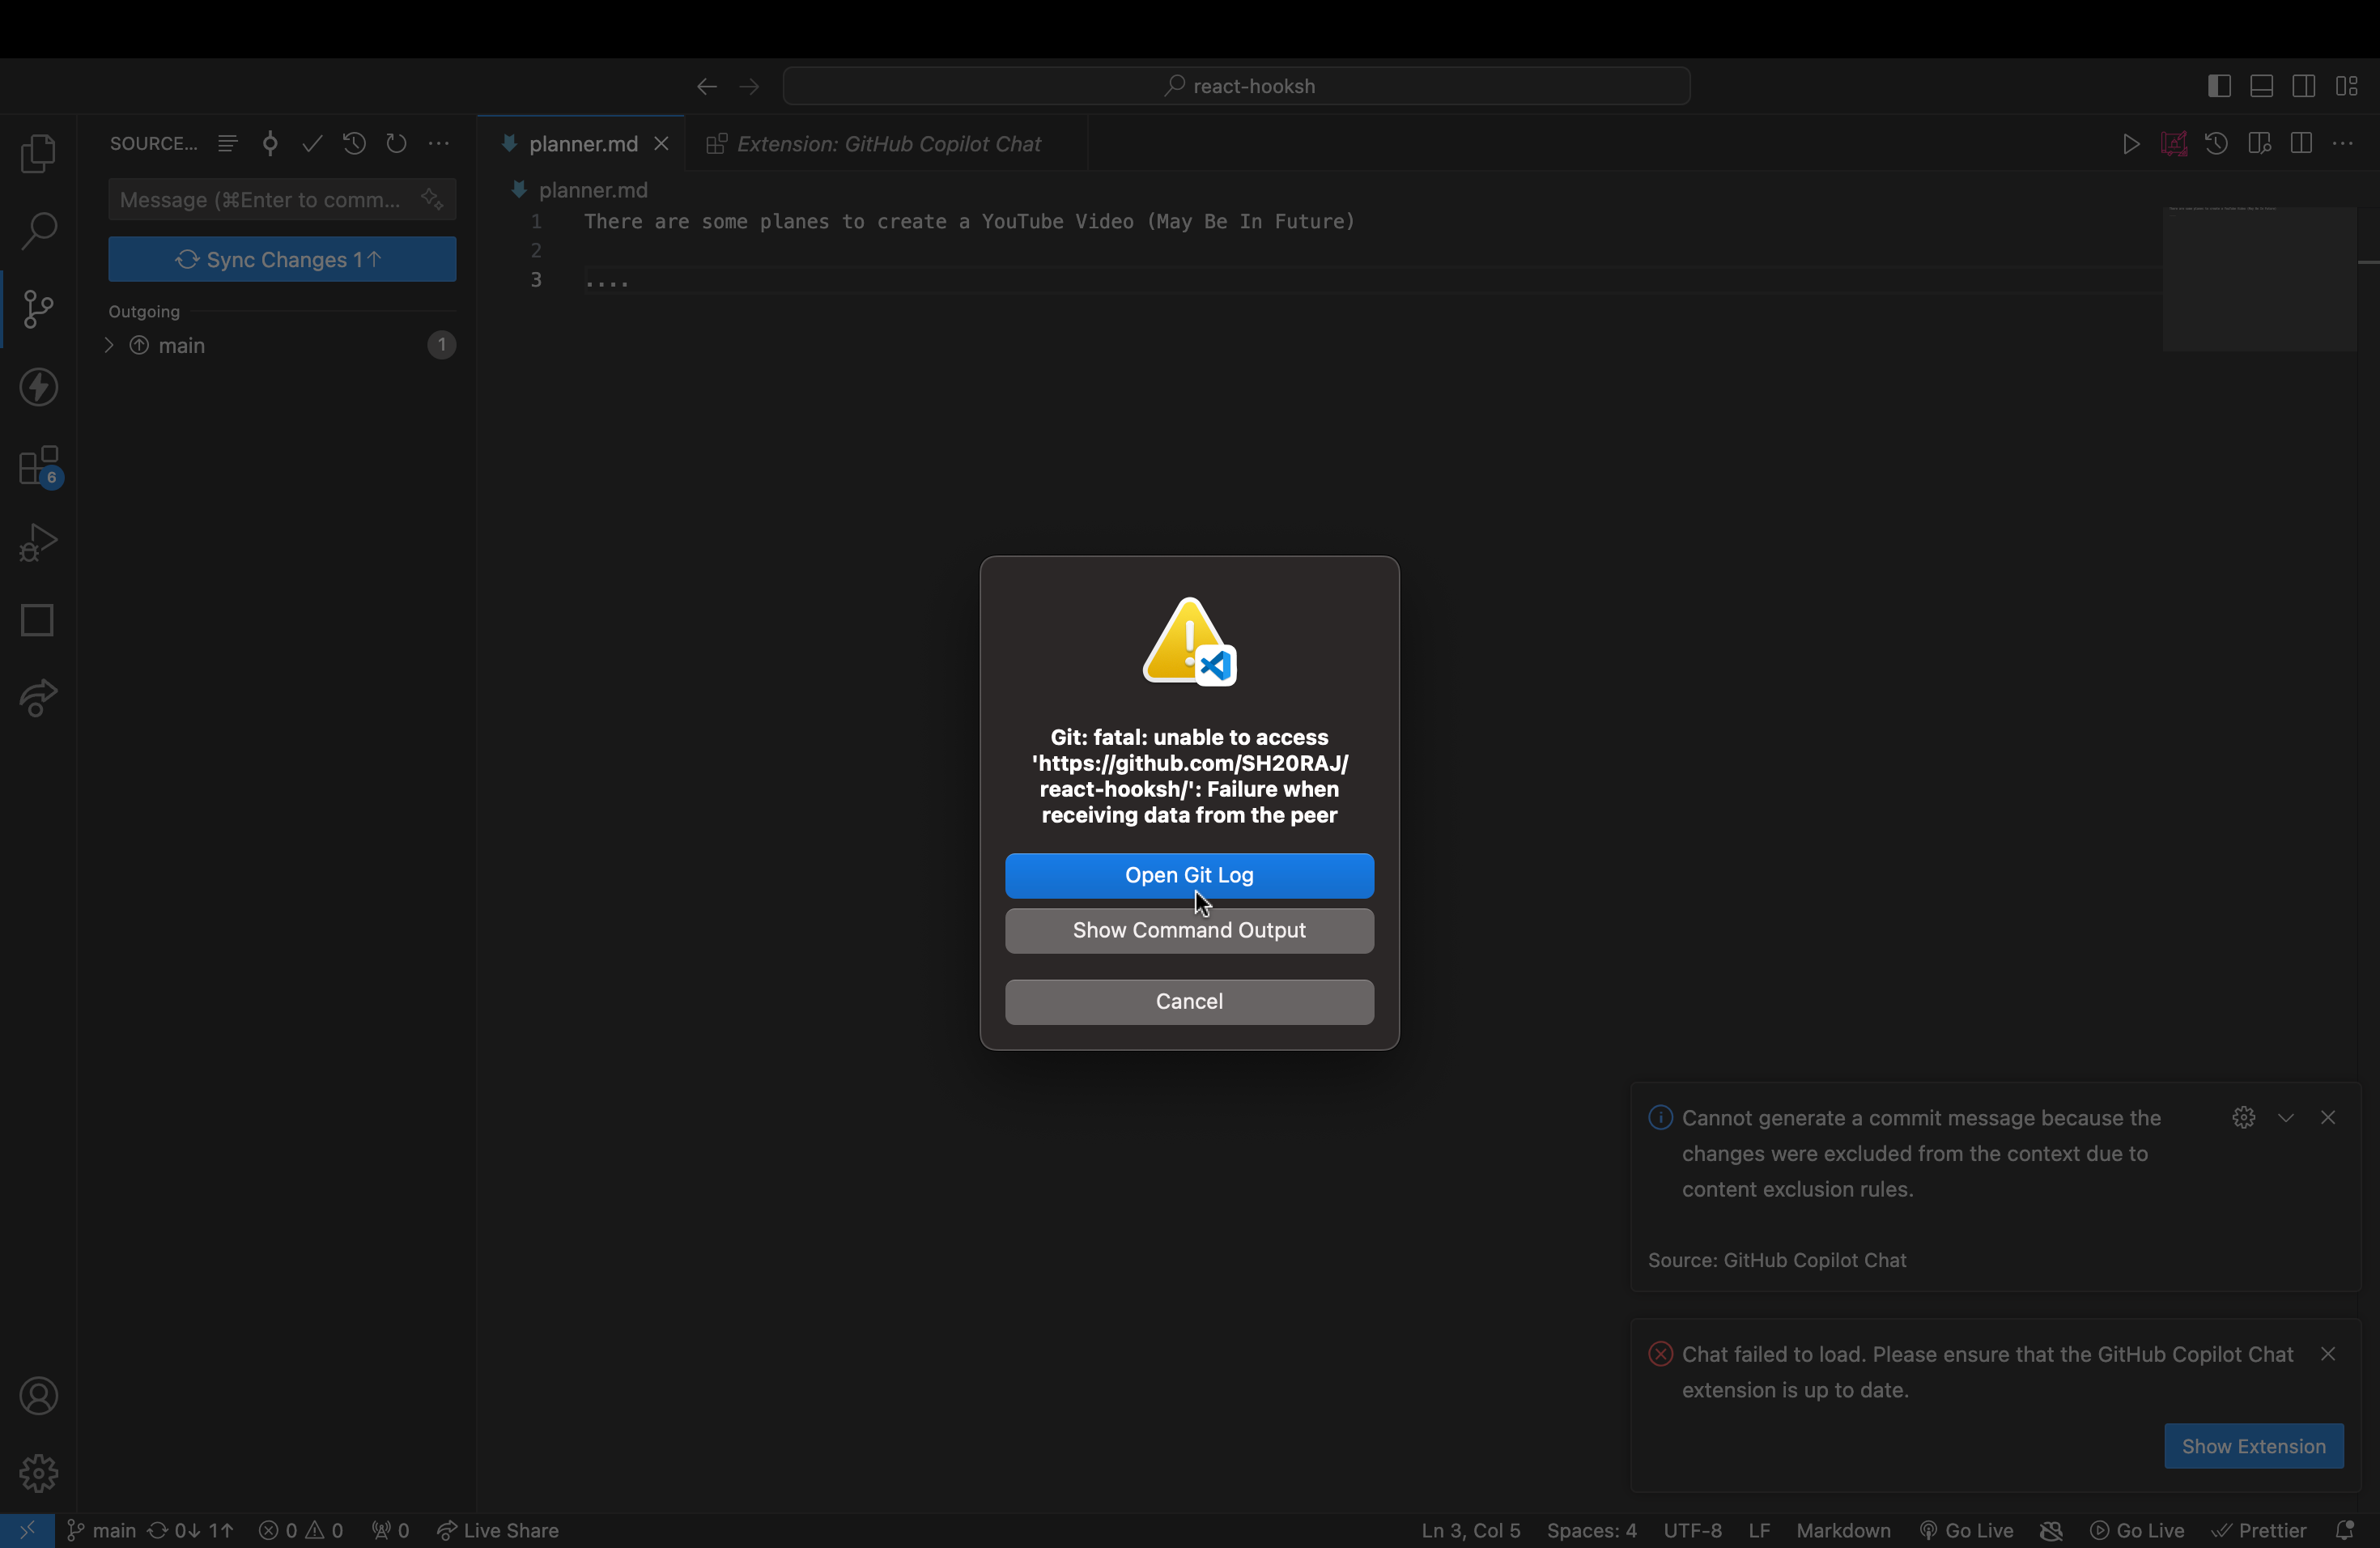 react-hooksh
SOURCE...
Message (⌘Enter to comm...
Sync Changes 1↑
Outgoing
main
1
6
planner.md
Extension: GitHub Copilot Chat
planner.md
1 There are some planes to create a YouTube Video (May Be In Future)
2
3 ....
Git: fatal: unable to access
'https://github.com/SH20RAJ/
react-hooksh/': Failure when
receiving data from the peer
Open Git Log
Show Command Output
Cancel
Cannot generate a commit message because the
changes were excluded from the context due to
content exclusion rules.
Source: GitHub Copilot Chat
Chat failed to load. Please ensure that the GitHub Copilot Chat
extension is up to date.
Show Extension
main 0↓ 1↑ 0 0 0 Live Share
Ln 3, Col 5 Spaces: 4 UTF-8 LF Markdown Go Live Go Live Prettier